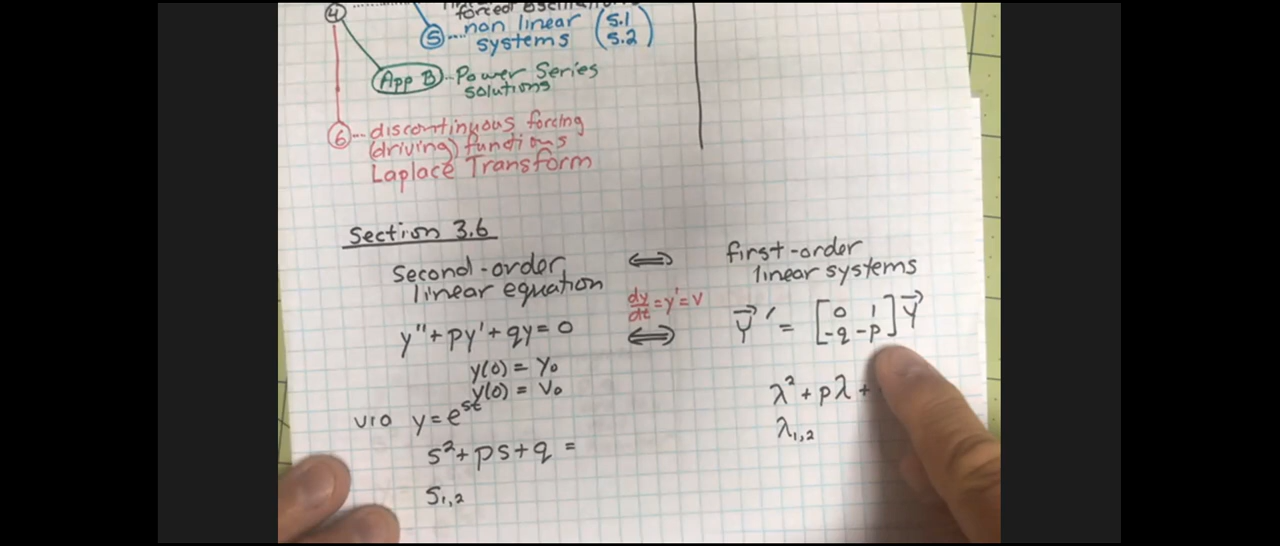 4
forced
5 .... non linear (5.1
systems 5.2)
App B ... Power Series
solutions
6 ... discontinuous forcing
(driving) functions
Laplace Transform
Section 3.6
second-order ⟺ first-order
linear equation linear systems
dy/dt = y' = v
y'' + py' + qy = 0 ⟺ Y⃗' = [0 1; -q -p] Y⃗
y(0) = y₀
y(0) = v₀
via y = e^st
λ² + pλ +
s² + ps + q =
λ₁,₂
s₁,₂